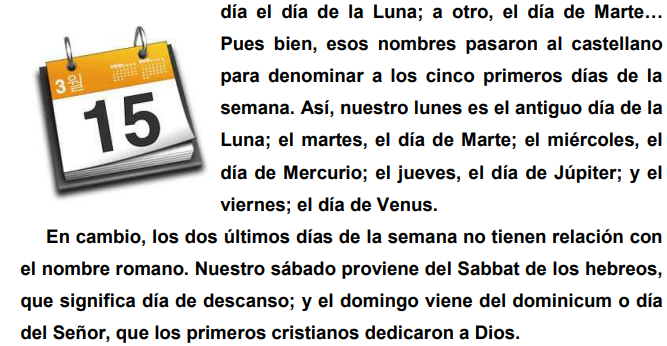 día el día de la Luna; a otro, el día de Marte…
Pues bien, esos nombres pasaron al castellano
para denominar a los cinco primeros días de la
semana. Así, nuestro lunes es el antiguo día de la
Luna; el martes, el día de Marte; el miércoles, el
día de Mercurio; el jueves, el día de Júpiter; y el
viernes; el día de Venus.
3월
15
En cambio, los dos últimos días de la semana no tienen relación con
el nombre romano. Nuestro sábado proviene del Sabbat de los hebreos,
que significa día de descanso; y el domingo viene del dominicum o día
del Señor, que los primeros cristianos dedicaron a Dios.